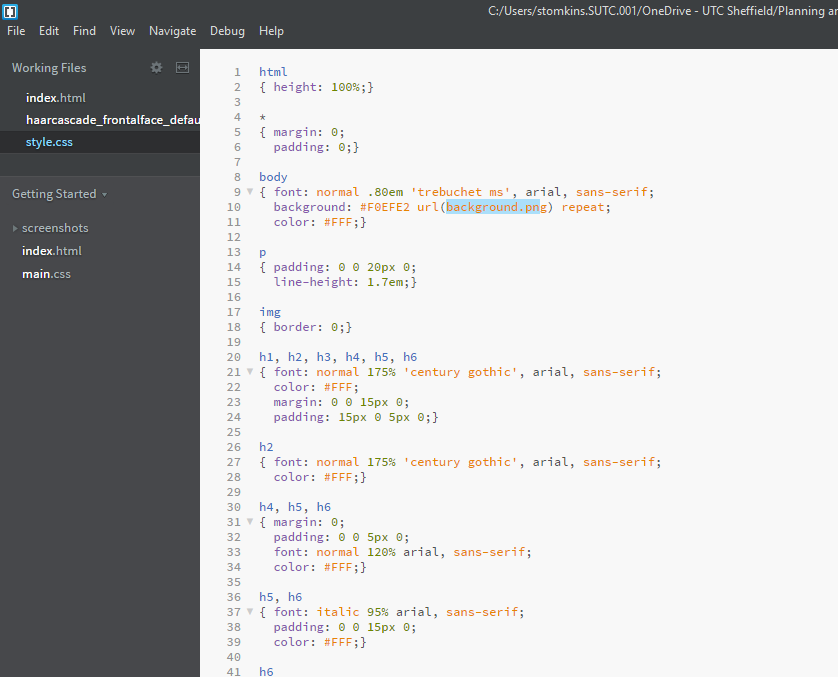 C:/Users/stomkins.SUTC.001/OneDrive - UTC Sheffield/Planning
File Edit Find View Navigate Debug Help
Working Files
index.html
haarcascade_frontalface_defau
style.css
Getting Started
screenshots
index.html
main.css
1 html
2 { height: 100%;}
3
4 *
5 { margin: 0;
6 padding: 0;}
7
8 body
9 { font: normal .80em 'trebuchet ms', arial, sans-serif;
10 background: #F0EFE2 url(background.png) repeat;
11 color: #FFF;}
12
13 p
14 { padding: 0 0 20px 0;
15 line-height: 1.7em;}
16
17 img
18 { border: 0;}
19
20 h1, h2, h3, h4, h5, h6
21 { font: normal 175% 'century gothic', arial, sans-serif;
22 color: #FFF;
23 margin: 0 0 15px 0;
24 padding: 15px 0 5px 0;}
25
26 h2
27 { font: normal 175% 'century gothic', arial, sans-serif;
28 color: #FFF;}
29
30 h4, h5, h6
31 { margin: 0;
32 padding: 0 0 5px 0;
33 font: normal 120% arial, sans-serif;
34 color: #FFF;}
35
36 h5, h6
37 { font: italic 95% arial, sans-serif;
38 padding: 0 0 15px 0;
39 color: #FFF;}
40
41 h6